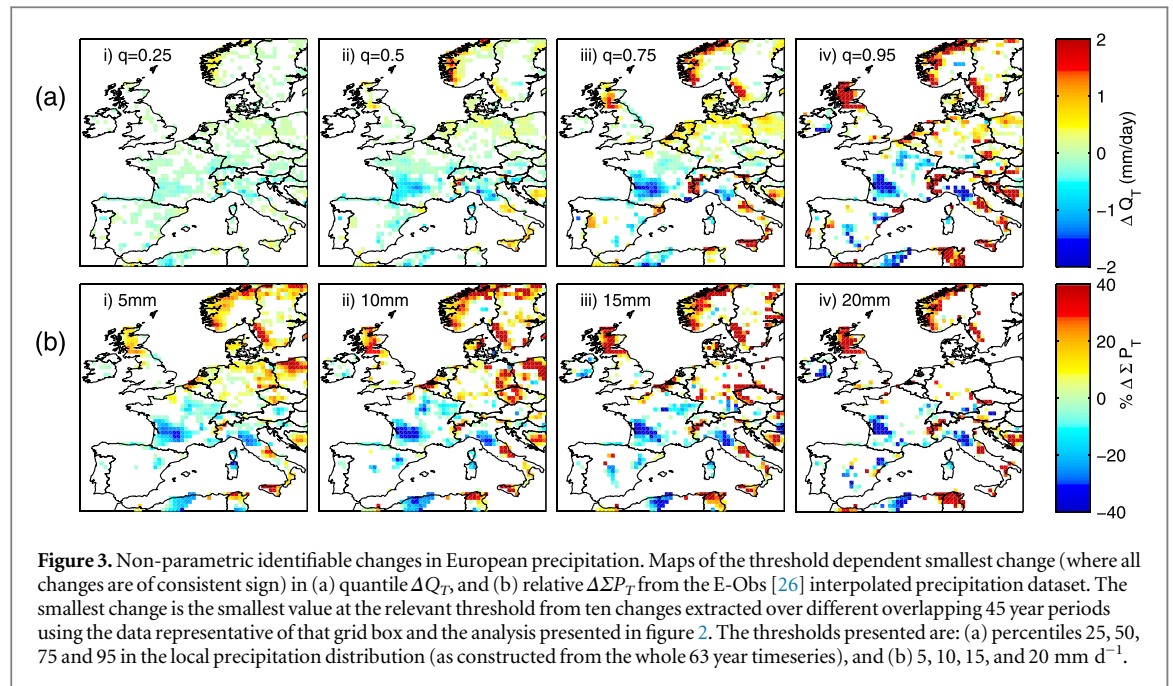 i) q=0.25
ii) q=0.5
iii) q=0.75
iv) q=0.95
(a)
2
1
0
−1
−2
Δ Q_T (mm/day)
i) 5mm
ii) 10mm
iii) 15mm
iv) 20mm
(b)
40
20
0
−20
−40
% Δ Σ P_T
Figure 3. Non-parametric identifiable changes in European precipitation. Maps of the threshold dependent smallest change (where all
changes are of consistent sign) in (a) quantile ΔQ_T, and (b) relative ΔΣP_T from the E-Obs [26] interpolated precipitation dataset. The
smallest change is the smallest value at the relevant threshold from ten changes extracted over different overlapping 45 year periods
using the data representative of that grid box and the analysis presented in figure 2. The thresholds presented are: (a) percentiles 25, 50,
75 and 95 in the local precipitation distribution (as constructed from the whole 63 year timeseries), and (b) 5, 10, 15, and 20 mm d⁻¹.